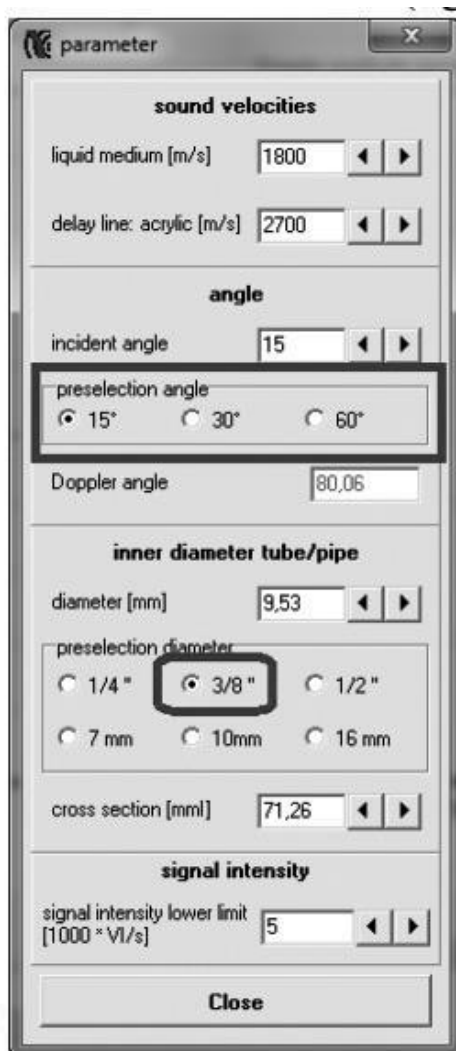 parameter
sound velocities
liquid medium [m/s] 1800
delay line: acrylic [m/s] 2700
angle
incident angle 15
preselection angle
15° 30° 60°
Doppler angle 80,06
inner diameter tube/pipe
diameter [mm] 9,53
preselection diameter
1/4 " 3/8 " 1/2 "
7 mm 10mm 16 mm
cross section [mml] 71,26
signal intensity
signal intensity lower limit 5
[1000 * VI/s]
Close